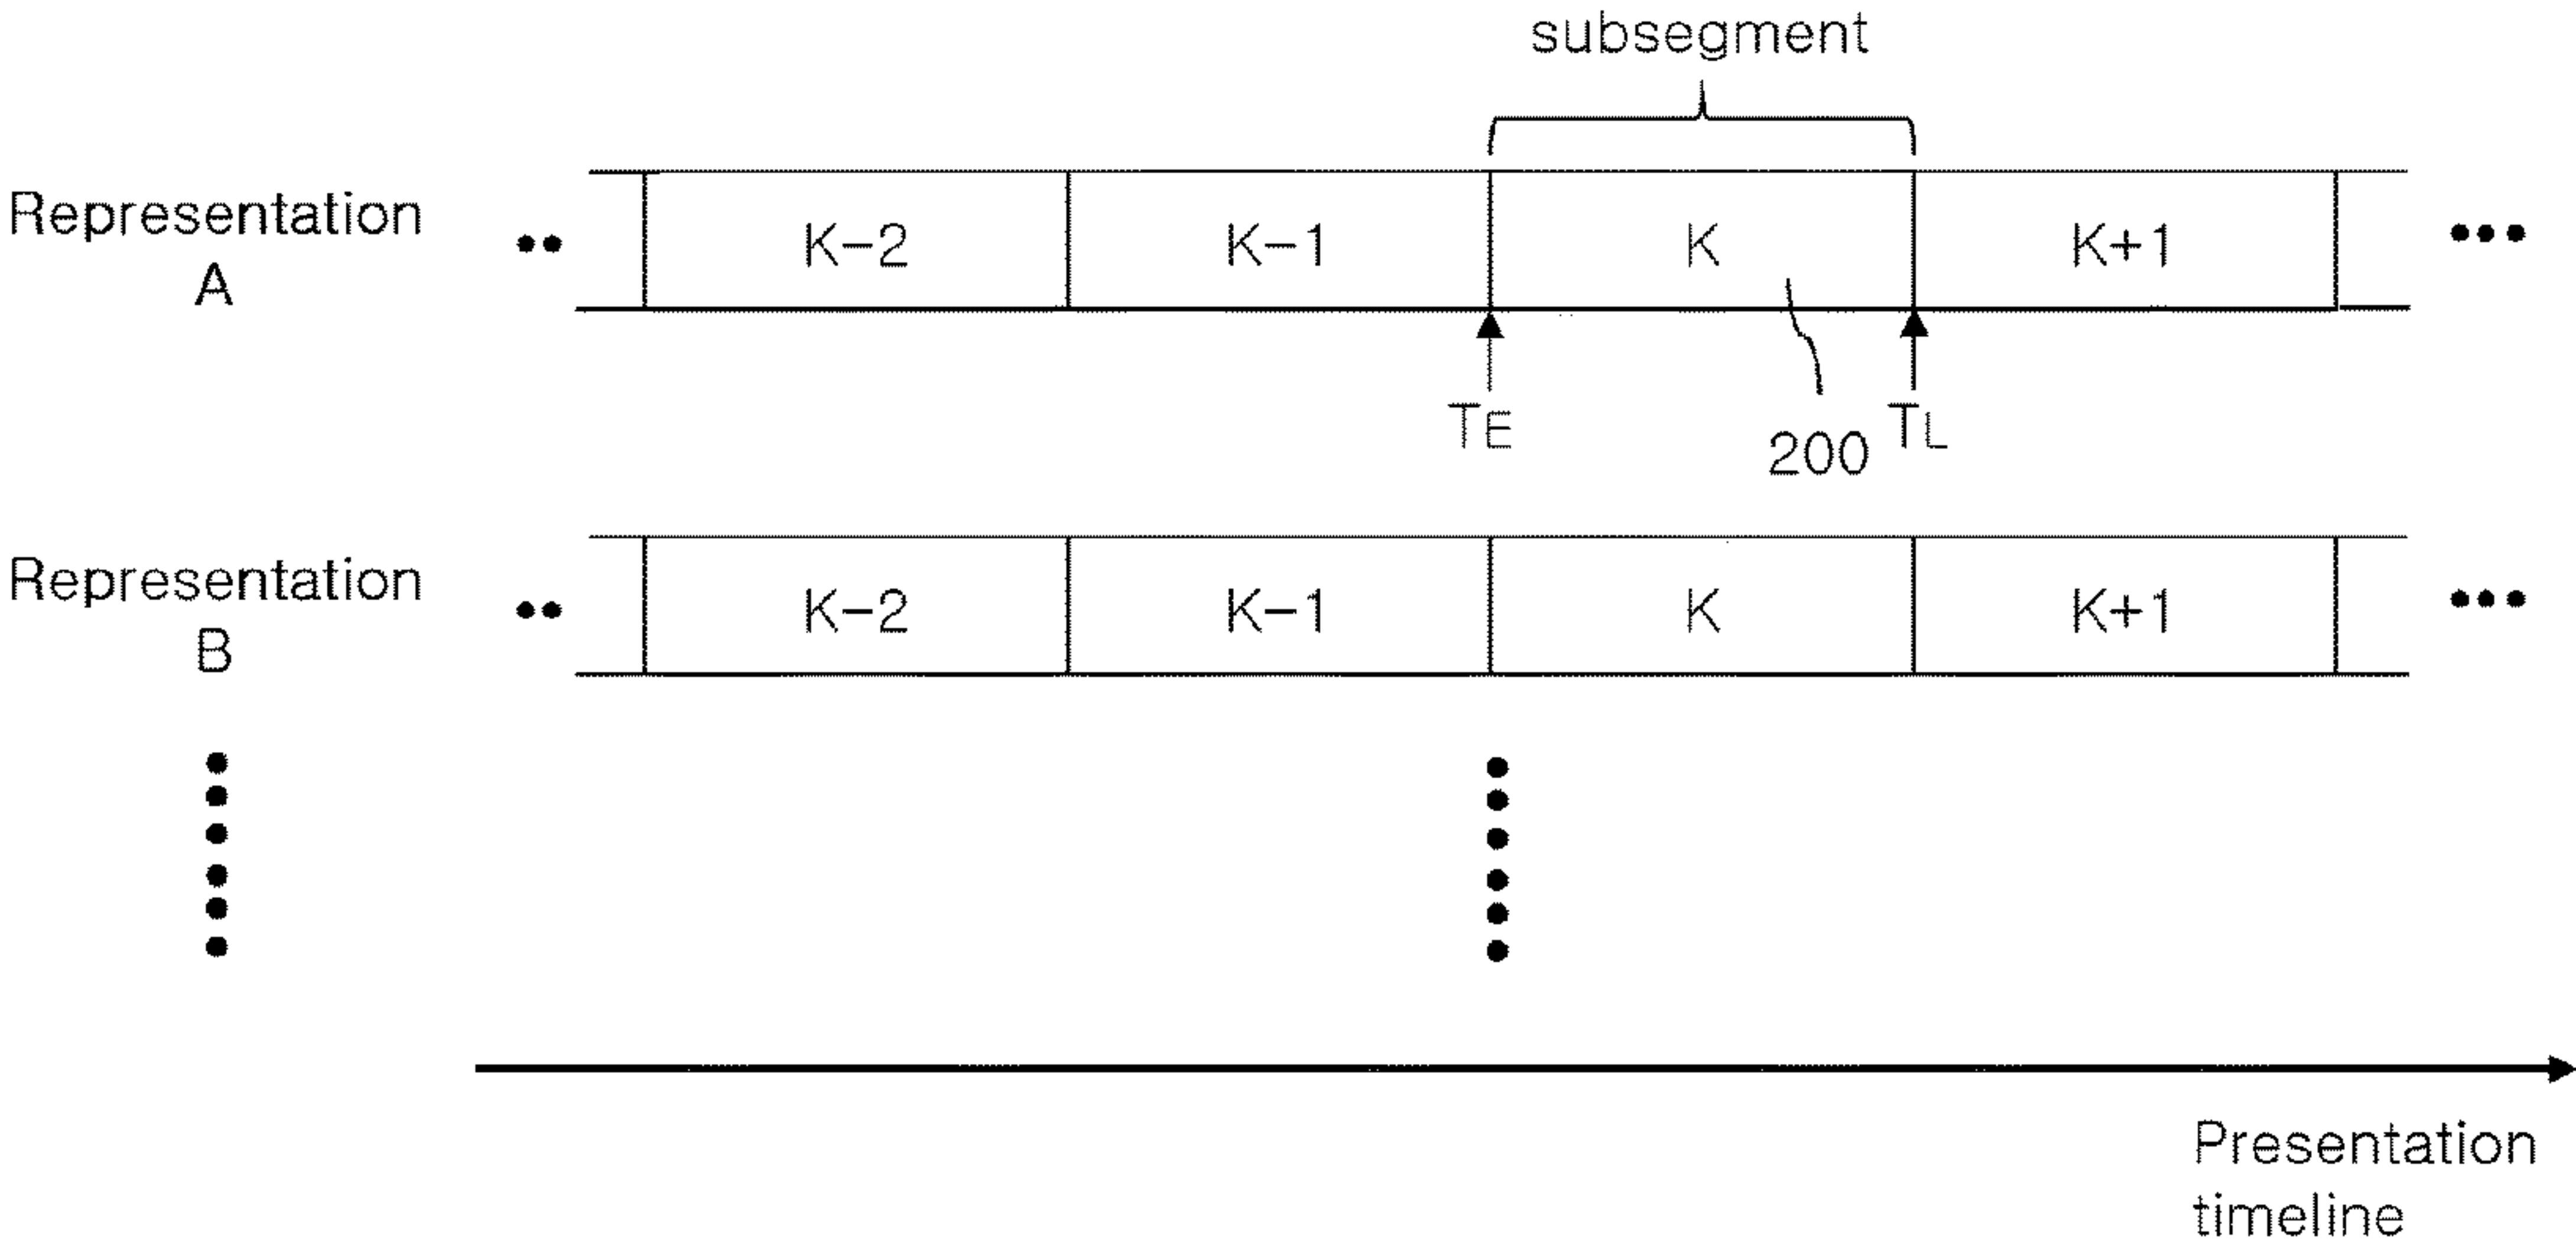 subsegment
Representation
A
K-2
K-1
K
K+1
TE
200
TL
Representation
B
K-2
K-1
K
K+1
Presentation
timeline